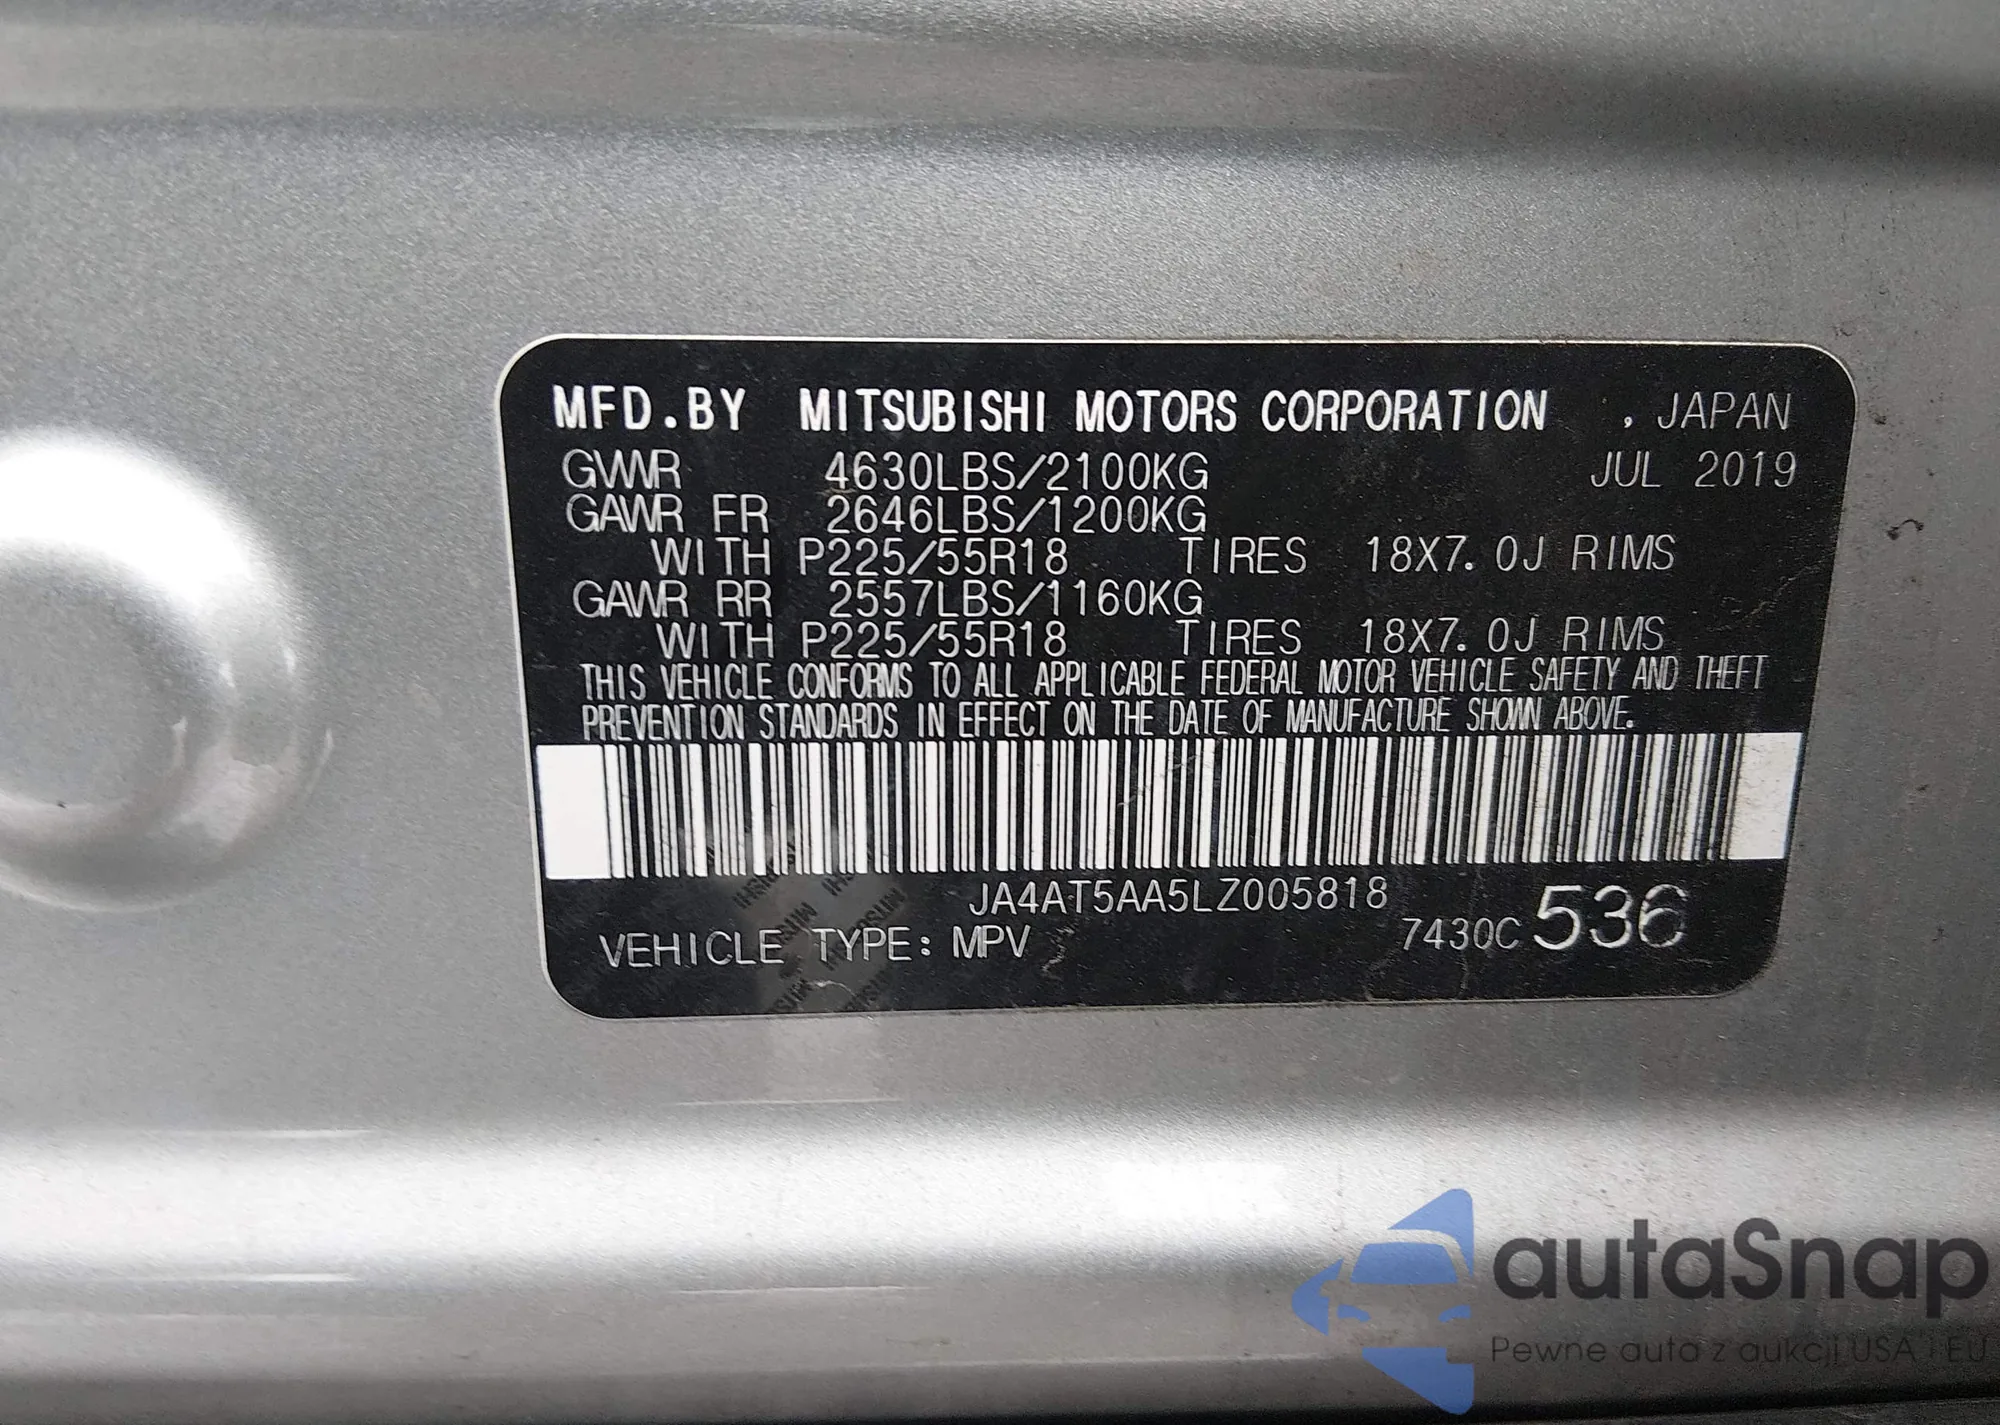 MFD.BY MITSUBISHI MOTORS CORPORATION , JAPAN
GVWR 4630LBS/2100KG JUL 2019
GAWR FR 2646LBS/1200KG
WITH P225/55R18 TIRES 18X7.0J RIMS
GAWR RR 2557LBS/1160KG
WITH P225/55R18 TIRES 18X7.0J RIMS
THIS VEHICLE CONFORMS TO ALL APPLICABLE FEDERAL MOTOR VEHICLE SAFETY AND THEFT
PREVENTION STANDARDS IN EFFECT ON THE DATE OF MANUFACTURE SHOWN ABOVE.
JA4AT5AA5LZ005818
VEHICLE TYPE: MPV 7430C 536
autaSnap
Pewne auta z aukcji USA i EU